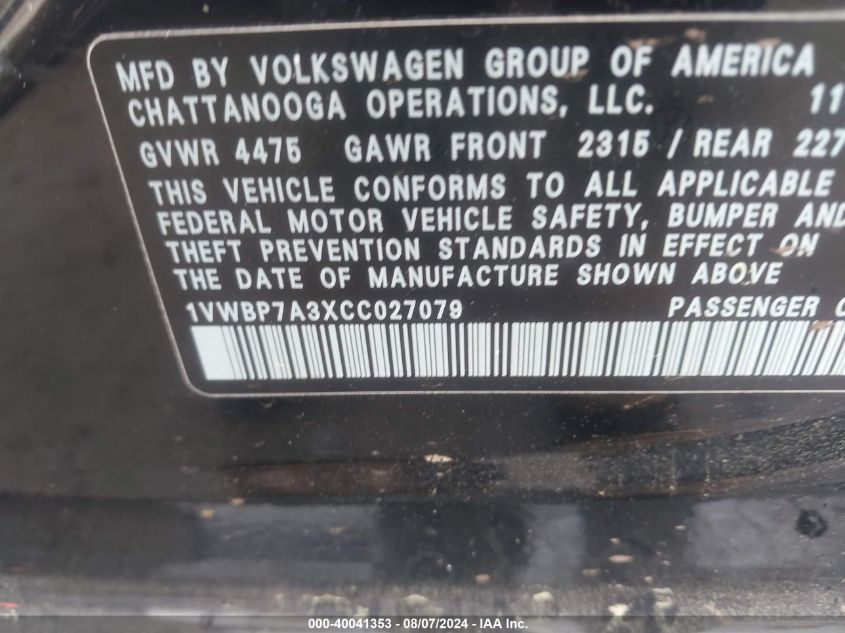 MFD BY VOLKSWAGEN GROUP OF AMERICA
CHATTANOOGA OPERATIONS, LLC. 11
GVWR 4475 GAWR FRONT 2315 / REAR 227
THIS VEHICLE CONFORMS TO ALL APPLICABLE
FEDERAL MOTOR VEHICLE SAFETY, BUMPER AND
THEFT PREVENTION STANDARDS IN EFFECT ON
THE DATE OF MANUFACTURE SHOWN ABOVE
1VWBP7A3XCC027079 PASSENGER C
000-40041353 - 08/07/2024 - IAA Inc.